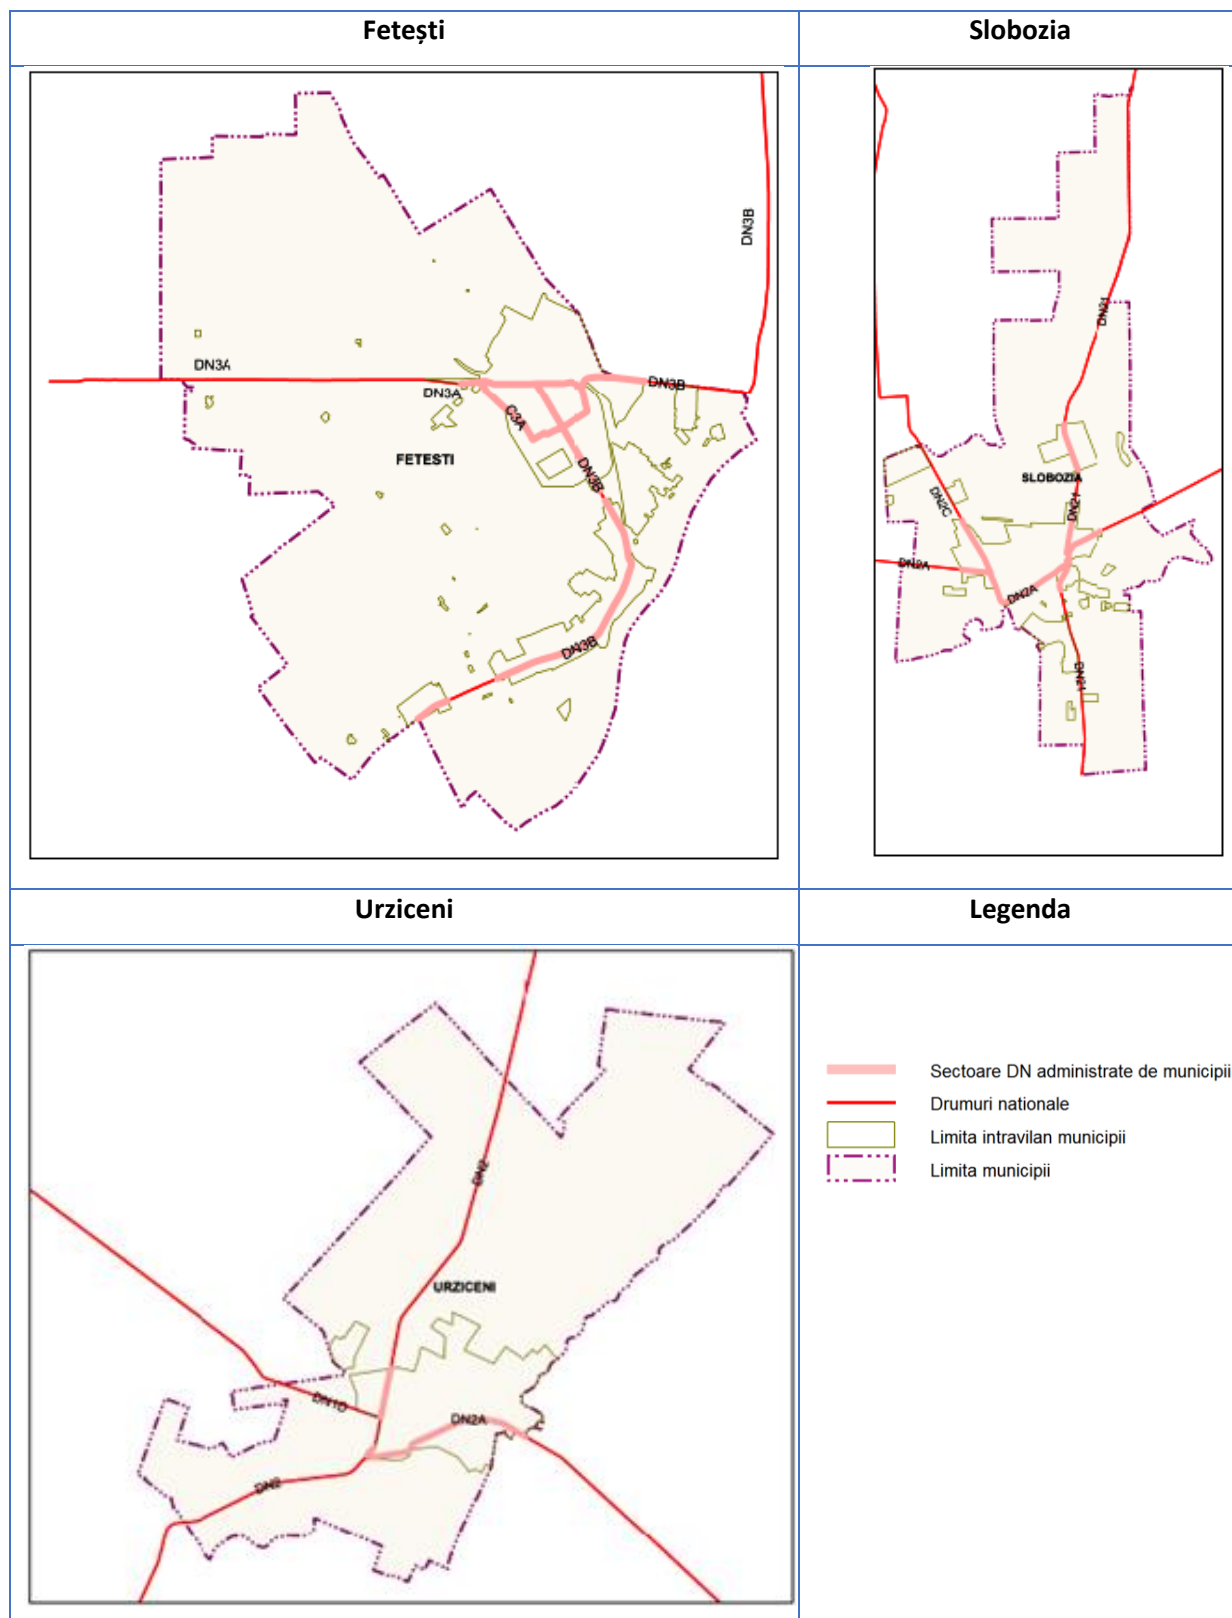 Fetești
Slobozia
DN3B
DN3A
DN3A
DN3B
C3A
FETESTI
DN3B
DN3B
DN21
SLOBOZIA
DN2C
DN21
DN2A
DN2A
DN21
Urziceni
Legenda
DN2
URZICENI
DN1D
DN2A
DN2
Sectoare DN administrate de municipii
Drumuri nationale
Limita intravilan municipii
Limita municipii